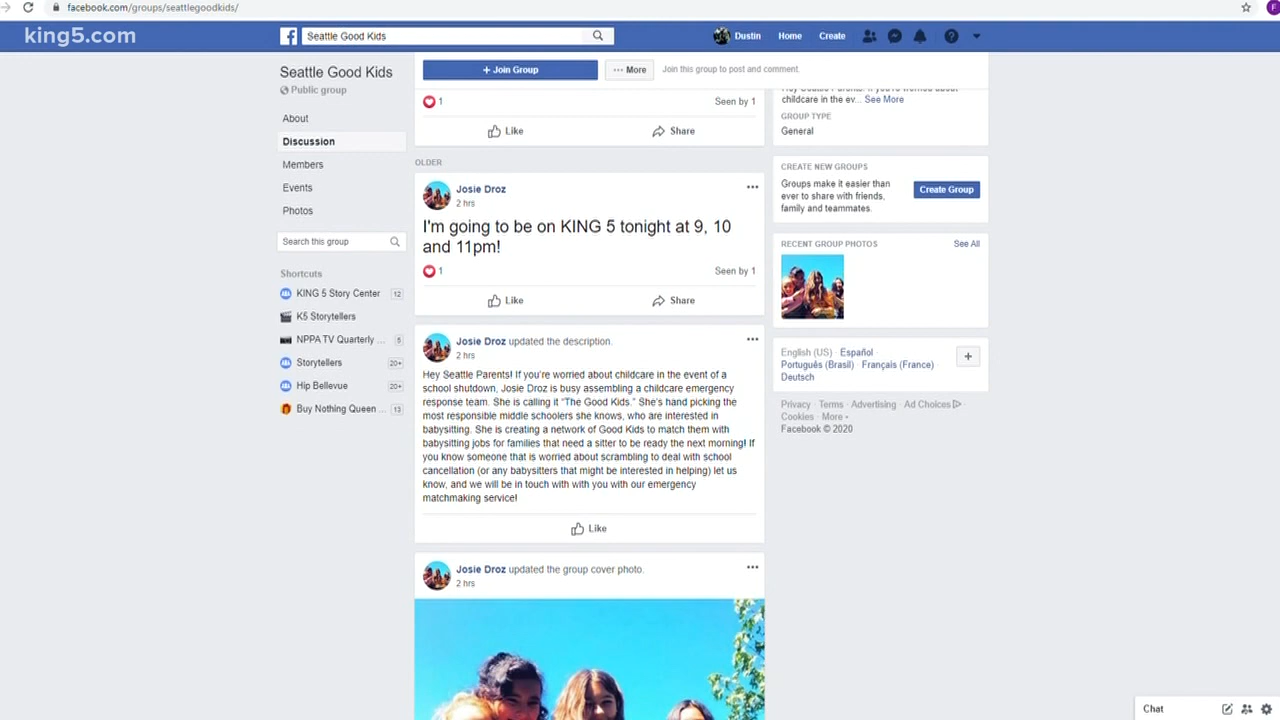 facebook.com/groups/seattlegoodkids/
F
king5.com
Seattle Good Kids
Dustin
Home
Create
Seattle Good Kids
Public group
About
Discussion
Members
Events
Photos
Search this group
Shortcuts
KING 5 Story Center 12
K5 Storytellers
NPPA TV Quarterly ... 5
Storytellers 20+
Hip Bellevue 20+
Buy Nothing Queen ... 13
+ Join Group
··· More
Join this group to post and comment.
1
Seen by 1
Like
Share
OLDER
Josie Droz
2 hrs
I'm going to be on KING 5 tonight at 9, 10
and 11pm!
1
Seen by 1
Like
Share
Josie Droz updated the description.
2 hrs
Hey Seattle Parents! If you're worried about childcare in the event of a
school shutdown, Josie Droz is busy assembling a childcare emergency
response team. She is calling it “The Good Kids.” She's hand picking the
most responsible middle schoolers she knows, who are interested in
babysitting. She is creating a network of Good Kids to match them with
babysitting jobs for families that need a sitter to be ready the next morning! If
you know someone that is worried about scrambling to deal with school
cancellation (or any babysitters that might be interested in helping) let us
know, and we will be in touch with with you with our emergency
matchmaking service!
Like
Josie Droz updated the group cover photo.
2 hrs
Hey Seattle Parents! If you're worried about
childcare in the ev... See More
GROUP TYPE
General
CREATE NEW GROUPS
Groups make it easier than
ever to share with friends,
family and teammates.
Create Group
RECENT GROUP PHOTOS
See All
English (US) · Español ·
Português (Brasil) · Français (France) ·
Deutsch
+
Privacy · Terms · Advertising · Ad Choices
Cookies · More
Facebook © 2020
Chat